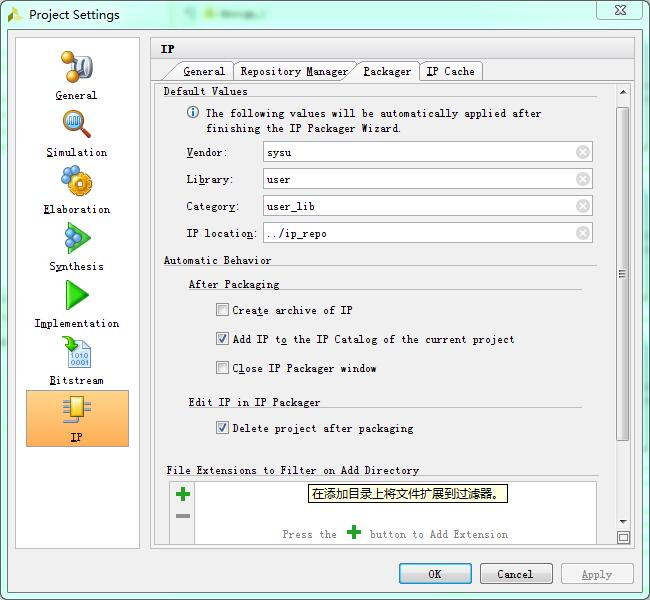 Project Settings
General
Simulation
Elaboration
Synthesis
Implementation
Bitstream
IP
IP
General
Repository Manager
Packager
IP Cache
Default Values
The following values will be automatically applied after
finishing the IP Packager Wizard.
Vendor:
sysu
Library:
user
Category:
user_lib
IP location:
../ip_repo
Automatic Behavior
After Packaging
Create archive of IP
Add IP to the IP Catalog of the current project
Close IP Packager window
Edit IP in IP Packager
Delete project after packaging
File Extensions to Filter on Add Directory
在添加目录上将文件扩展到过滤器。
Press the + button to Add Extension
OK
Cancel
Apply